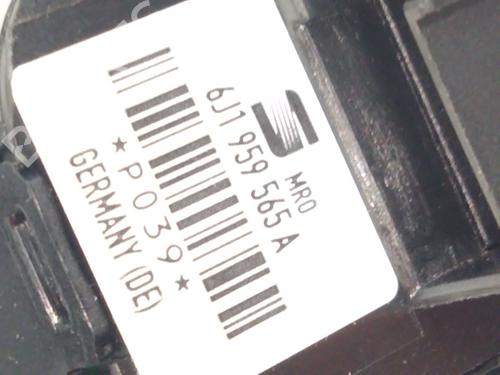 MRO
6J1 959 565 A
*P039*
GERMANY (DE)